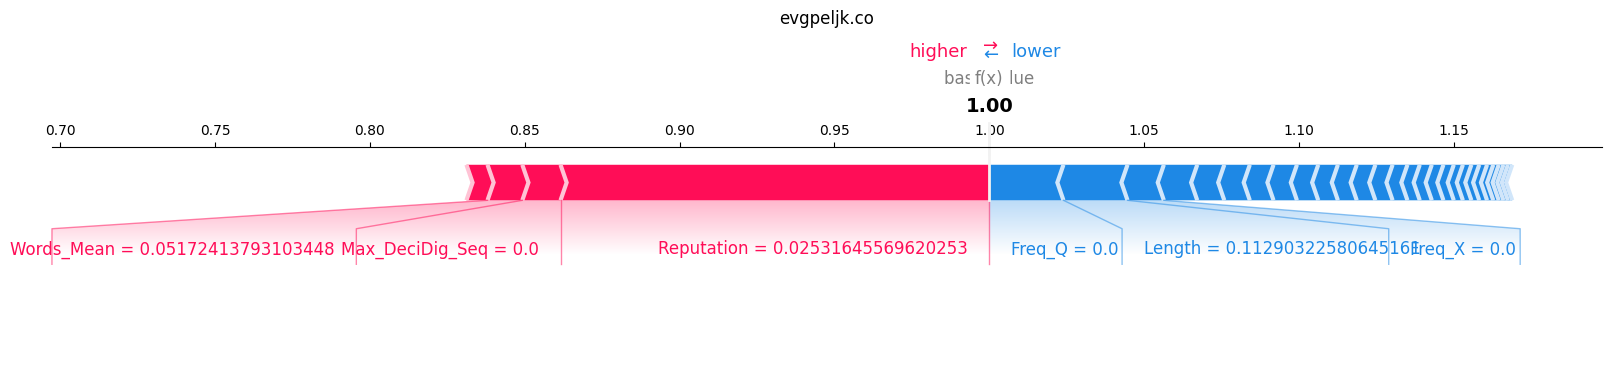 evgpeljk.co
higher → ← lower
bas f(x) lue
1.00
0.70 0.75 0.80 0.85 0.90 0.95 1.00 1.05 1.10 1.15
Words_Mean = 0.05172413793103448 Max_DeciDig_Seq = 0.0 Reputation = 0.02531645569620253 Freq_Q = 0.0 Length = 0.11290322580645161 Freq_X = 0.0